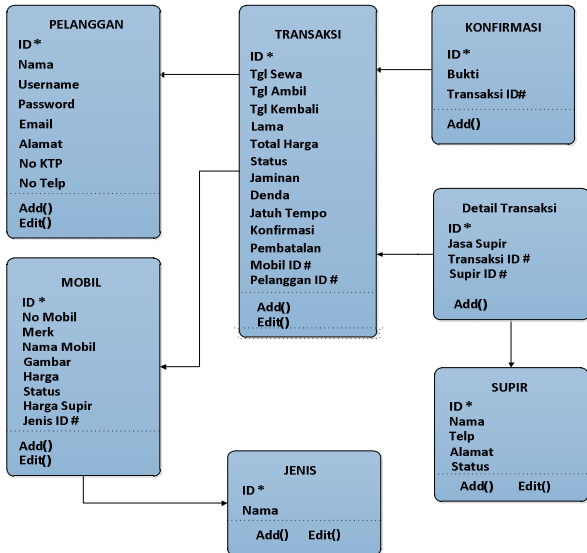 PELANGGAN
ID *
Nama
Username
Password
Email
Alamat
No KTP
No Telp
Add()
Edit()
TRANSAKSI
ID *
Tgl Sewa
Tgl Ambil
Tgl Kembali
Lama
Total Harga
Status
Jaminan
Denda
Jatuh Tempo
Konfirmasi
Pembatalan
Mobil ID #
Pelanggan ID #
Add()
Edit()
KONFIRMASI
ID *
Bukti
Transaksi ID#
Add()
Detail Transaksi
ID *
Jasa Supir
Transaksi ID #
Supir ID #
Add()
MOBIL
ID *
No Mobil
Merk
Nama Mobil
Gambar
Harga
Status
Harga Supir
Jenis ID #
Add()
Edit()
SUPIR
ID *
Nama
Telp
Alamat
Status
Add() Edit()
JENIS
ID *
Nama
Add() Edit()